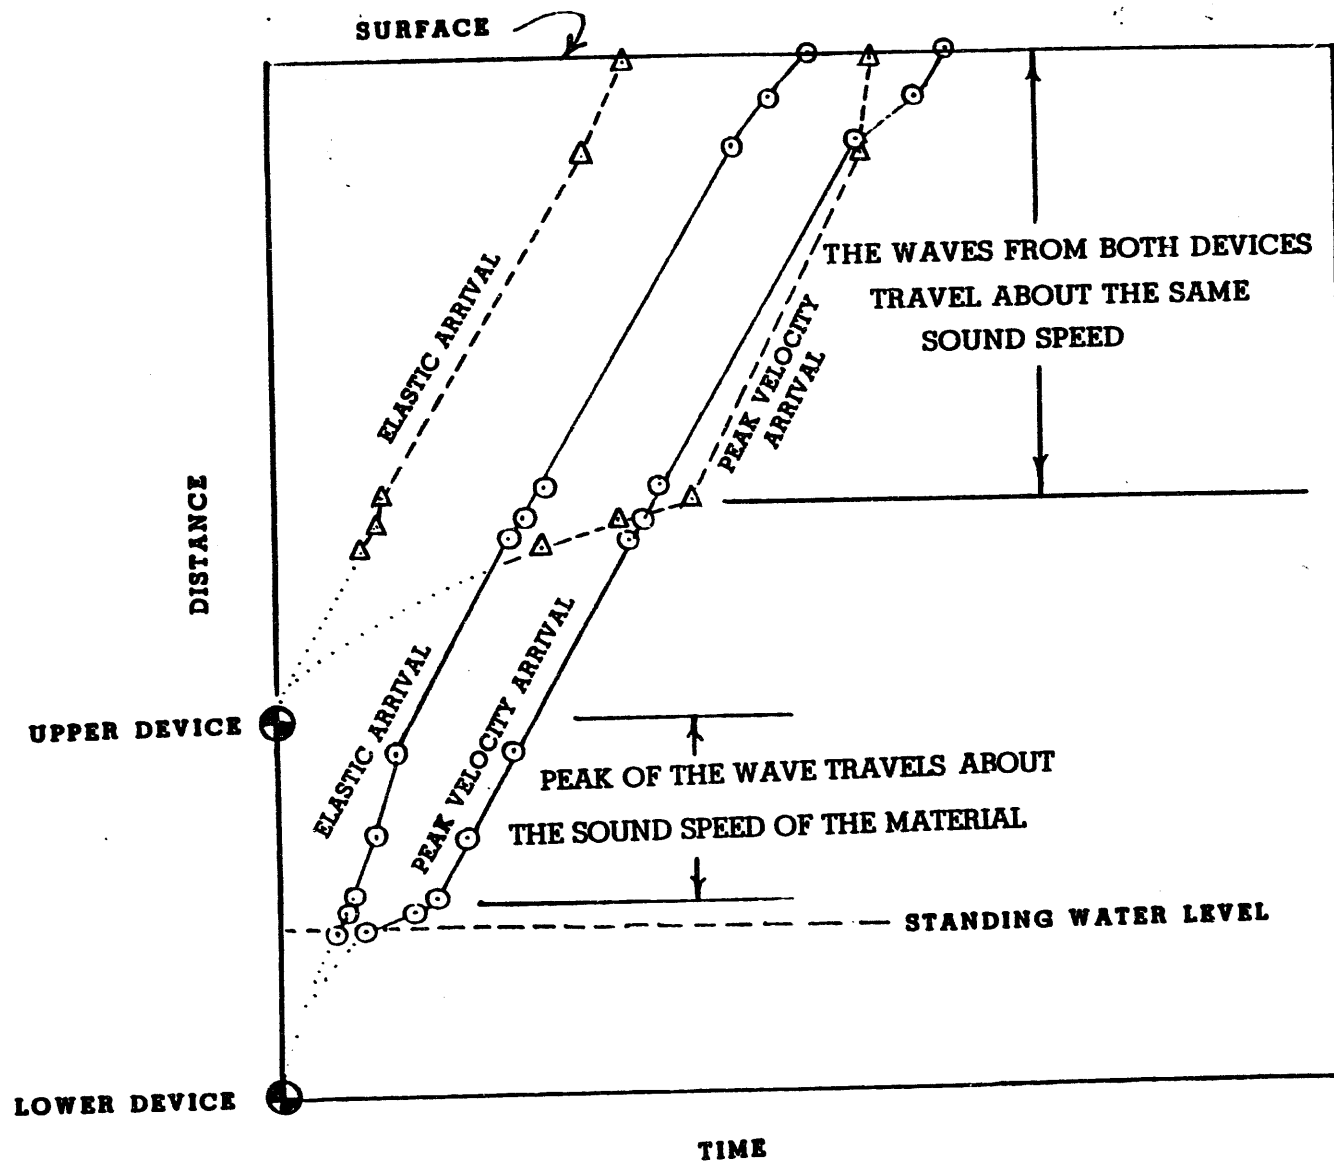 SURFACE
ELASTIC ARRIVAL
THE WAVES FROM BOTH DEVICES
TRAVEL ABOUT THE SAME
SOUND SPEED
PEAK VELOCITY
ARRIVAL
DISTANCE
UPPER DEVICE
ELASTIC ARRIVAL
PEAK VELOCITY ARRIVAL
PEAK OF THE WAVE TRAVELS ABOUT
THE SOUND SPEED OF THE MATERIAL
STANDING WATER LEVEL
LOWER DEVICE
TIME